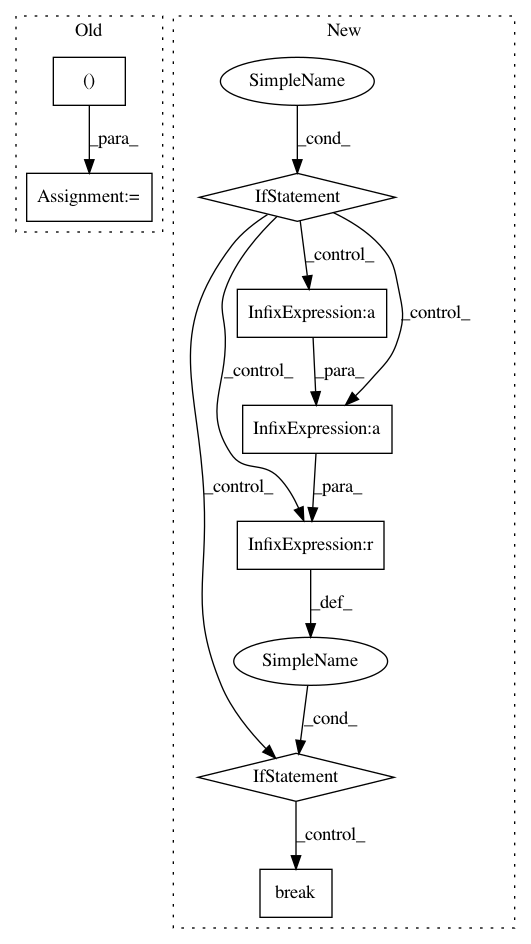 Old
New
()
SimpleName
_para_
_cond_
Assignment:=
IfStatement
_control_
InfixExpression:a
_control_
_control_
_para_
InfixExpression:a
_control_
_para_
InfixExpression:r
_def_
SimpleName
_cond_
IfStatement
_control_
break